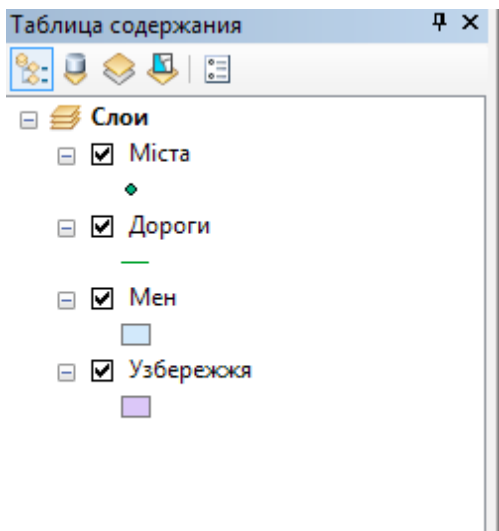 Таблица содержания
Слои
Міста
Дороги
Мен
Узбережжя